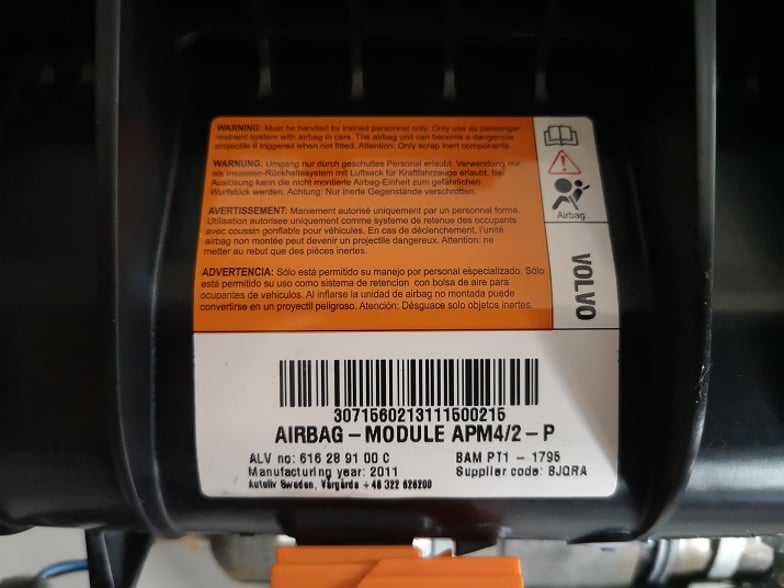 WARNING: Must be handled by trained personnel only. Only use as passenger
restraint system with airbag in cars. The airbag unit can become a dangerous
projectile if triggered when not fitted. Attention: Only scrap inert components.
WARNUNG: Umgang nur durch geschultes Personal erlaubt. Verwendung nur
als Insassen-Rückhaltesystem mit Luftsack für Kraftfahrzeuge erlaubt. Bei
Auslösung kann die nicht montierte Airbag-Einheit zum gefährlichen
Wurfstück werden. Achtung: Nur inerte Gegenstände verschrotten.
AVERTISSEMENT: Maniement autorisé uniquement par un personnel formé.
Utilisation autorisee uniquement comme systeme de retenue des occupants
avec coussin gonflable pour véhicules. En cas de déclenchement, l'unité
airbag non montée peut devenir un projectile dangereux. Attention: ne
metter au rebut que des pièces inertes.
ADVERTENCIA: Sólo está permitido su manejo por personal especializado. Sólo
está permitido su uso como sistema de retencion con bolsa de aire para
ocupantes de vehiculos. Al inflarse la unidad de airbag no montada puede
convertirse en un proyectil peligroso. Atención: Désguace solo objetos inertes.
Airbag
VOLVO
3071560213111500215
AIRBAG-MODULE APM4/2-P
ALV no: 616 28 91 00 C
BAM PT1 - 1795
Manufacturing year: 2011
Supplier code: BJQRA
Autoliv Sweden, Vårgårda +46 322 626200